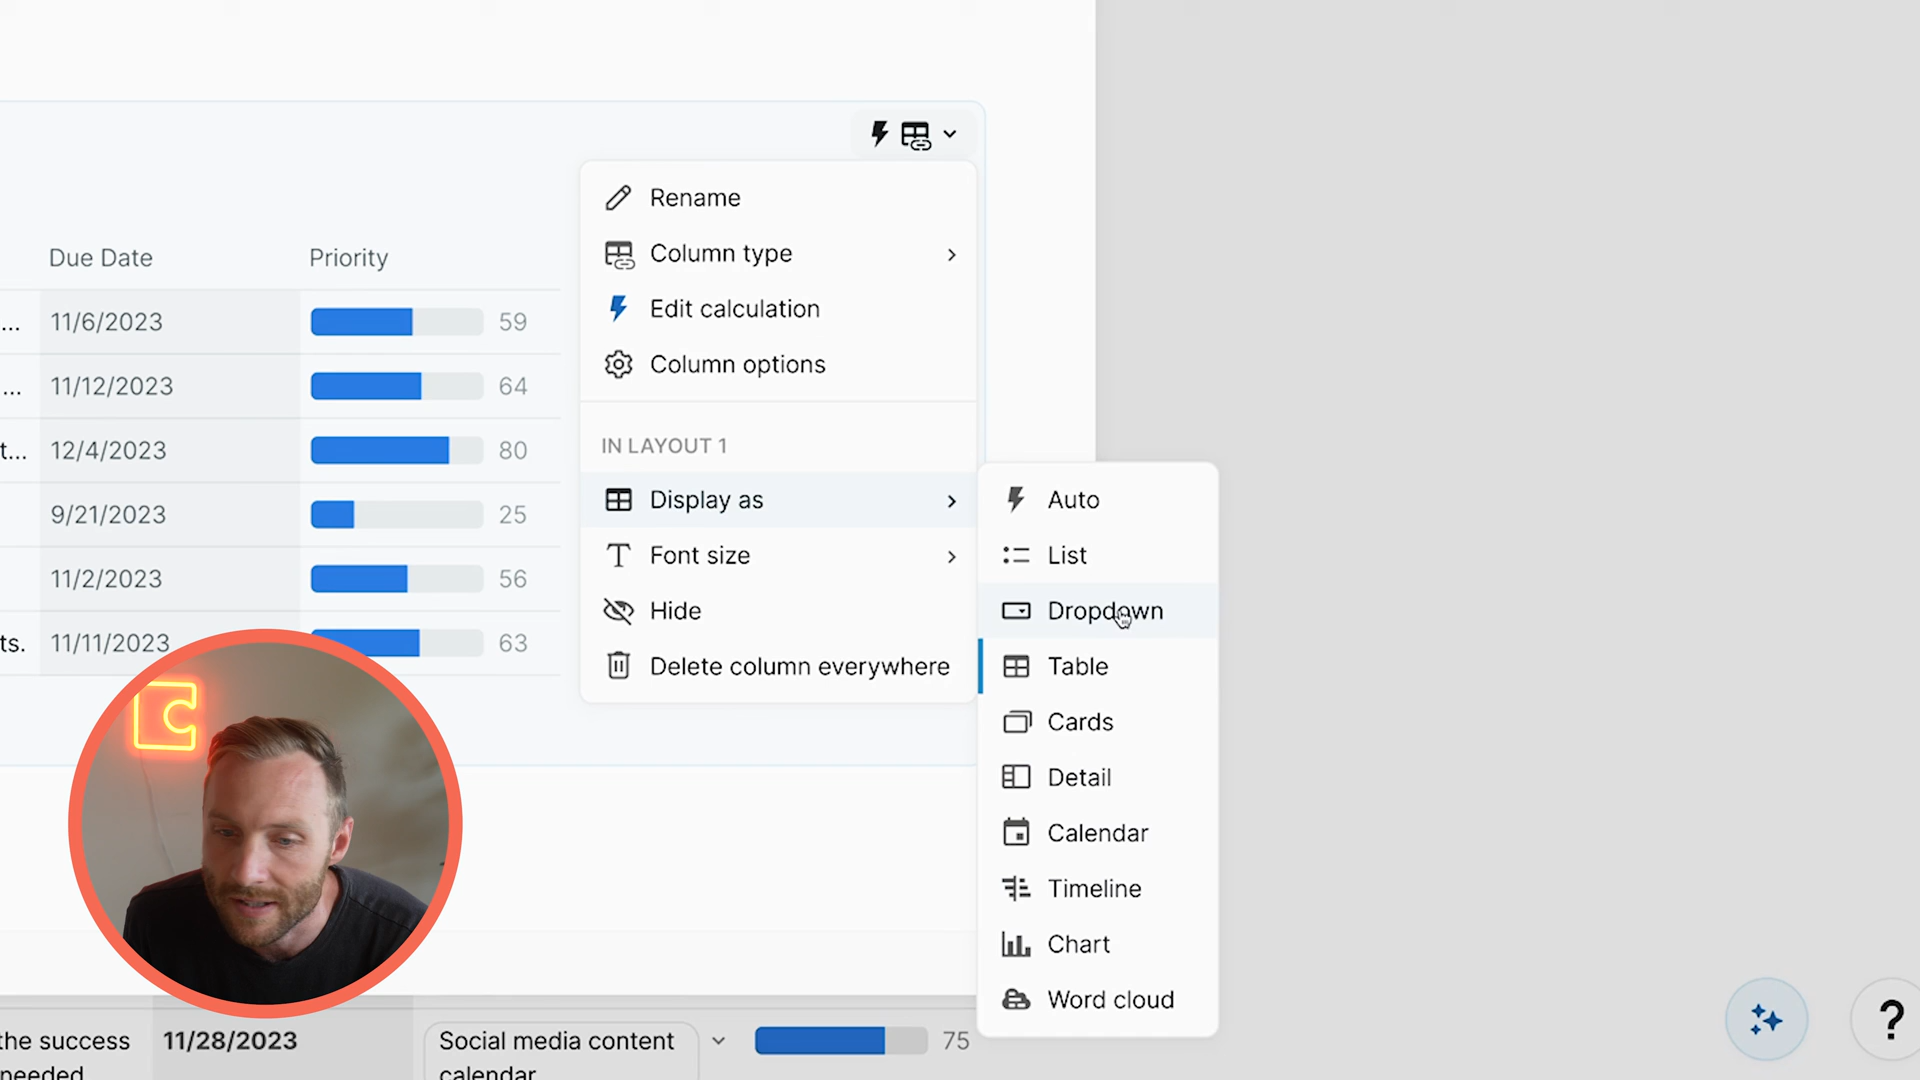 Rename
Column type
Edit calculation
Column options
IN LAYOUT 1
Display as
Font size
Hide
Delete column everywhere
Auto
List
Dropdown
Table
Cards
Detail
Calendar
Timeline
Chart
Word cloud
Due Date Priority
... 11/6/2023 59
... 11/12/2023 64
t... 12/4/2023 80
9/21/2023 25
11/2/2023 56
ts. 11/11/2023 63
C
the success 11/28/2023 Social media content 75
needed calendar
?